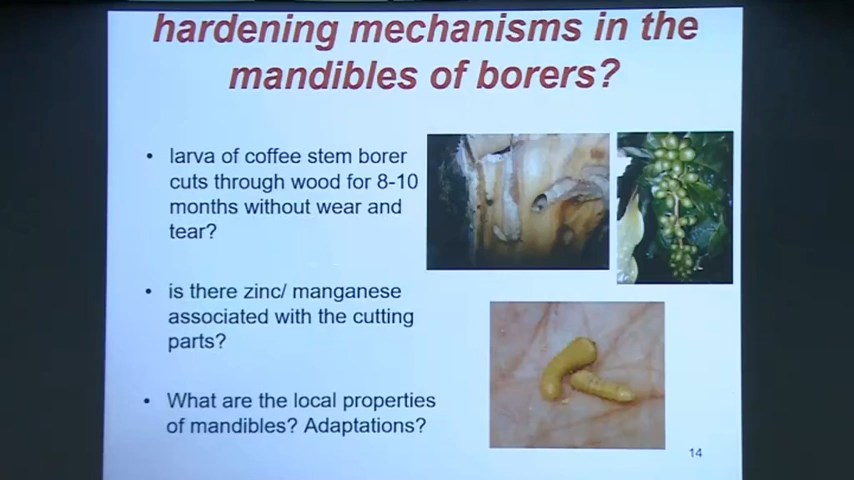 hardening mechanisms in the
mandibles of borers?
• larva of coffee stem borer
cuts through wood for 8-10
months without wear and
tear?
• is there zinc/ manganese
associated with the cutting
parts?
• What are the local properties
of mandibles? Adaptations?
14